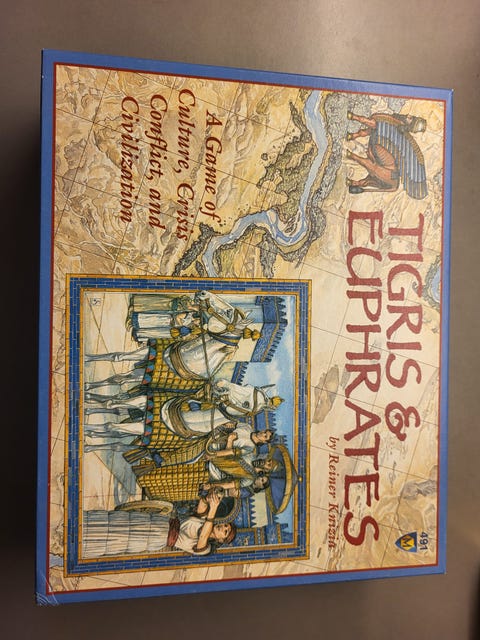 TIGRIS &
EUPHRATES
by Reiner Knizia
A Game of
Culture, Crisis
Conflict, and
Civilization
491
M